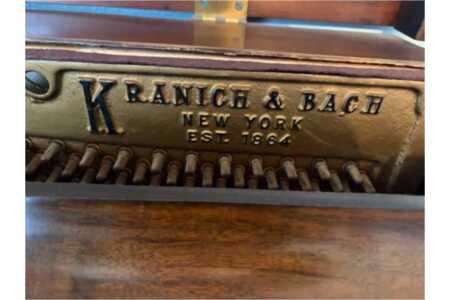 KRANICH & BACH
NEW YORK
EST. 1864